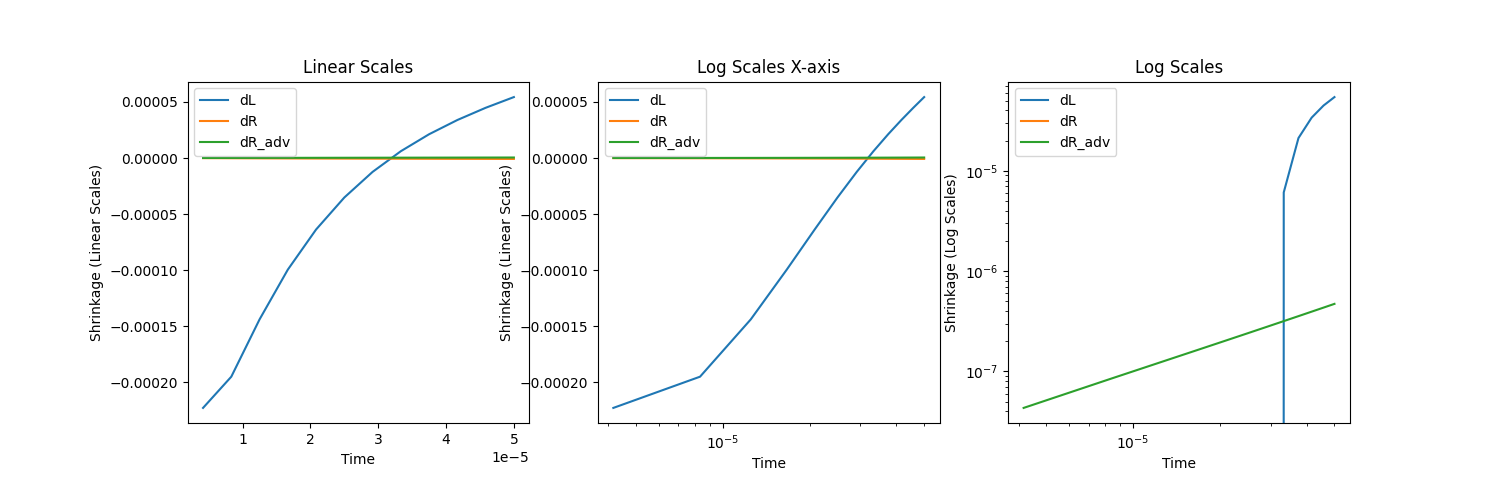 Linear Scales
Shrinkage (Linear Scales)
0.00005
0.00000
−0.00005
−0.00010
−0.00015
−0.00020
dL
dR
dR_adv
1 2 3 4 5
1e−5
Time
Log Scales X-axis
Shrinkage (Linear Scales)
0.00005
0.00000
−0.00005
−0.00010
−0.00015
−0.00020
dL
dR
dR_adv
10−5
Time
Log Scales
Shrinkage (Log Scales)
10−5
10−6
10−7
dL
dR
dR_adv
10−5
Time